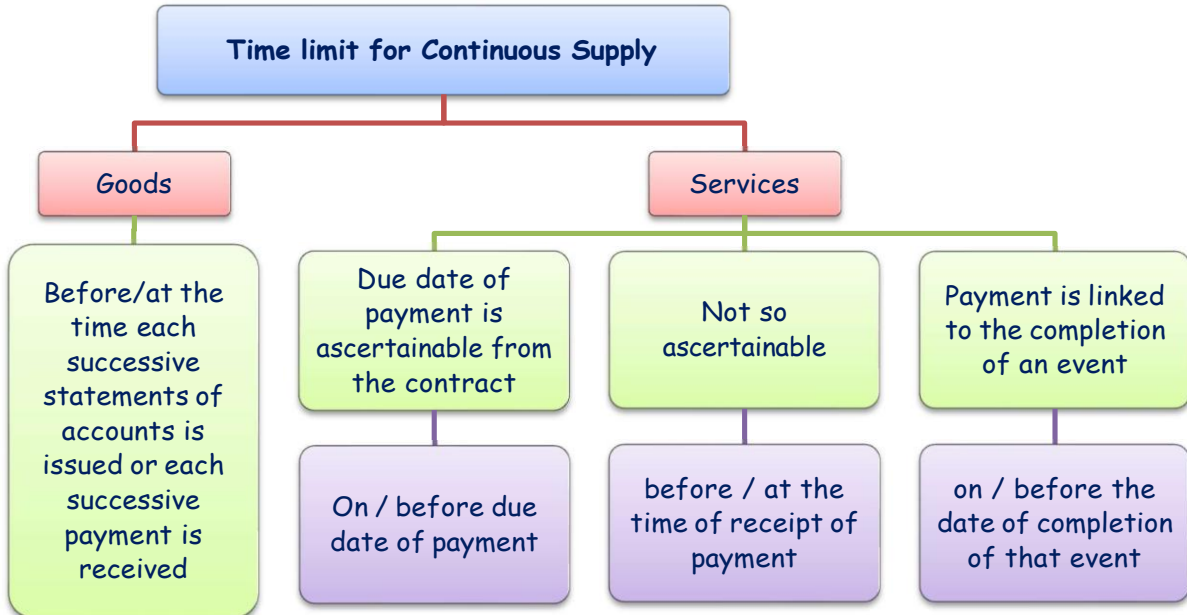 Time limit for Continuous Supply
Goods
Services
Before/at the
time each
successive
statements of
accounts is
issued or each
successive
payment is
received
Due date of
payment is
ascertainable from
the contract
Not so
ascertainable
Payment is linked
to the completion
of an event
On / before due
date of payment
before / at the
time of receipt of
payment
on / before the
date of completion
of that event